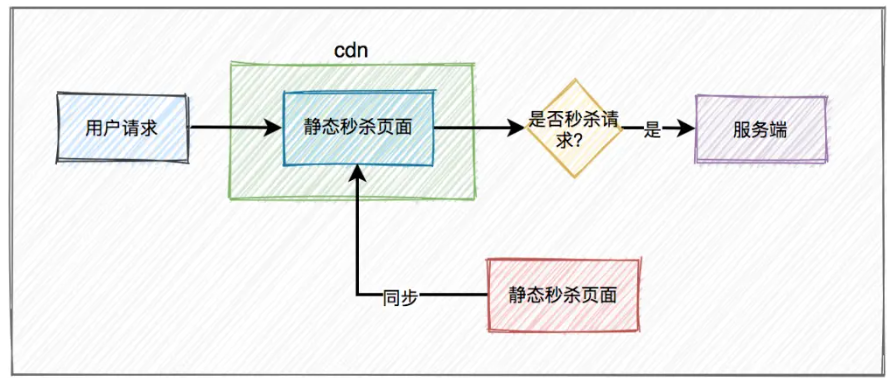 cdn
用户请求
静态秒杀页面
是否秒杀请
求?
是
服务端
同步
静态秒杀页面